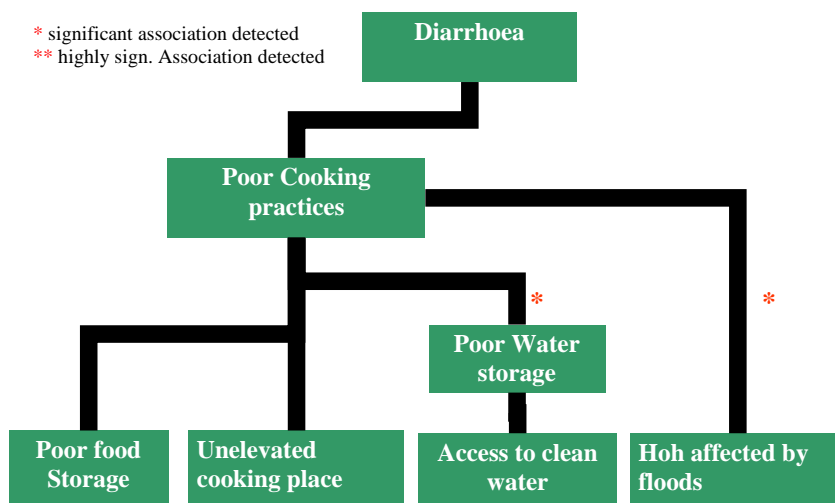 * significant association detected
** highly sign. Association detected
Diarrhoea
Poor Cooking
practices
*
*
Poor Water
storage
Poor food
Storage
Unelevated
cooking place
Access to clean
water
Hoh affected by
floods